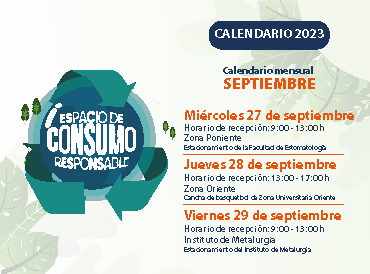 CALENDARIO 2023
Calendario mensual
SEPTIEMBRE
ESPACIO DE
CONSUMO
RESPONSABLE
Miércoles 27 de septiembre
Horario de recepción: 9:00 - 13:00 h
Zona Poniente
Estacionamiento de la Facultad de Estomatología
Jueves 28 de septiembre
Horario de recepción: 13:00 - 17:00 h
Zona Oriente
Cancha de basquetbol de Zona Universitaria Oriente
Viernes 29 de septiembre
Horario de recepción: 9:00 - 13:00 h
Instituto de Metalurgia
Estacionamiento del Instituto de Metalurgia